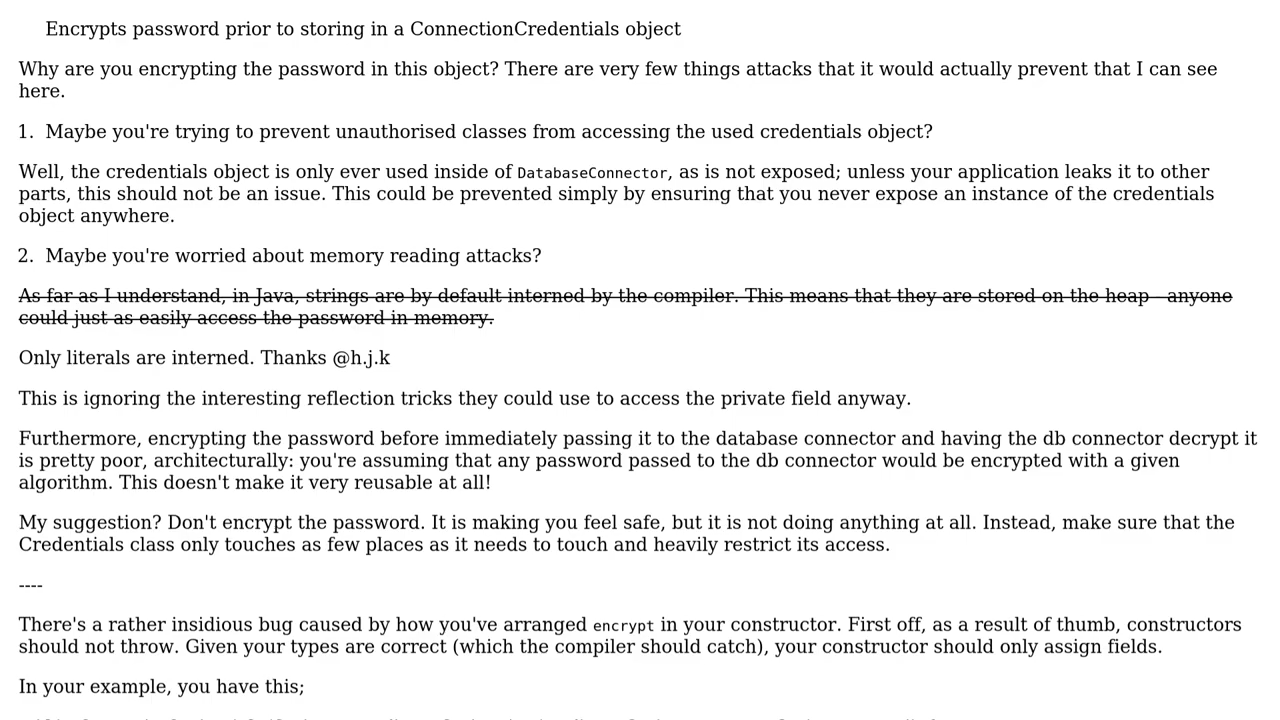 Encrypts password prior to storing in a ConnectionCredentials object
Why are you encrypting the password in this object? There are very few things attacks that it would actually prevent that I can see
here.
1. Maybe you're trying to prevent unauthorised classes from accessing the used credentials object?
Well, the credentials object is only ever used inside of DatabaseConnector, as is not exposed; unless your application leaks it to other
parts, this should not be an issue. This could be prevented simply by ensuring that you never expose an instance of the credentials
object anywhere.
2. Maybe you're worried about memory reading attacks?
As far as I understand, in Java, strings are by default interned by the compiler. This means that they are stored on the heap - anyone
could just as easily access the password in memory.
Only literals are interned. Thanks @h.j.k
This is ignoring the interesting reflection tricks they could use to access the private field anyway.
Furthermore, encrypting the password before immediately passing it to the database connector and having the db connector decrypt it
is pretty poor, architecturally: you're assuming that any password passed to the db connector would be encrypted with a given
algorithm. This doesn't make it very reusable at all!
My suggestion? Don't encrypt the password. It is making you feel safe, but it is not doing anything at all. Instead, make sure that the
Credentials class only touches as few places as it needs to touch and heavily restrict its access.
----
There's a rather insidious bug caused by how you've arranged encrypt in your constructor. First off, as a result of thumb, constructors
should not throw. Given your types are correct (which the compiler should catch), your constructor should only assign fields.
In your example, you have this;